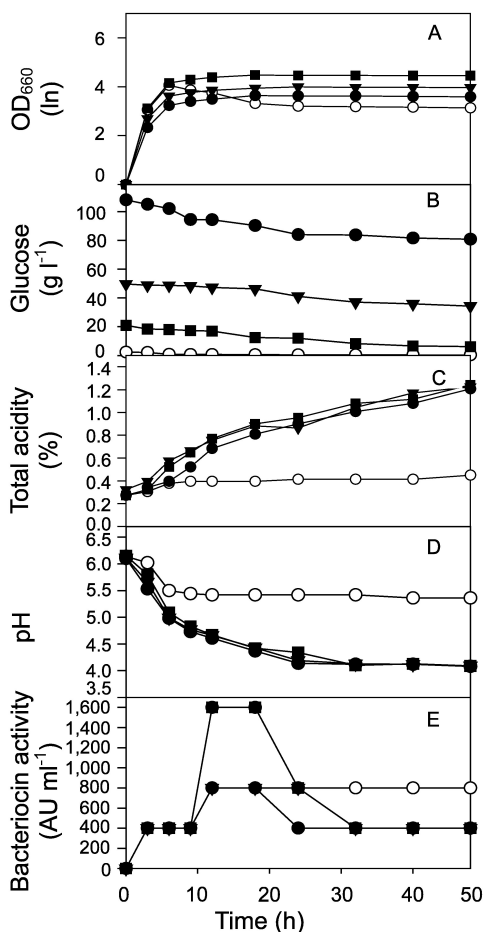 A
6
4
2
0
OD660
(ln)
B
100
80
60
40
20
0
Glucose
(g l-1)
C
1.4
1.2
1.0
0.8
0.6
0.4
0.2
0.0
Total acidity
(%)
D
6.5
6.0
5.5
5.0
4.5
4.0
3.5
pH
E
1,600
1,400
1,200
1,000
800
600
400
200
0
Bacteriocin activity
(AU ml-1)
0 10 20 30 40 50
Time (h)